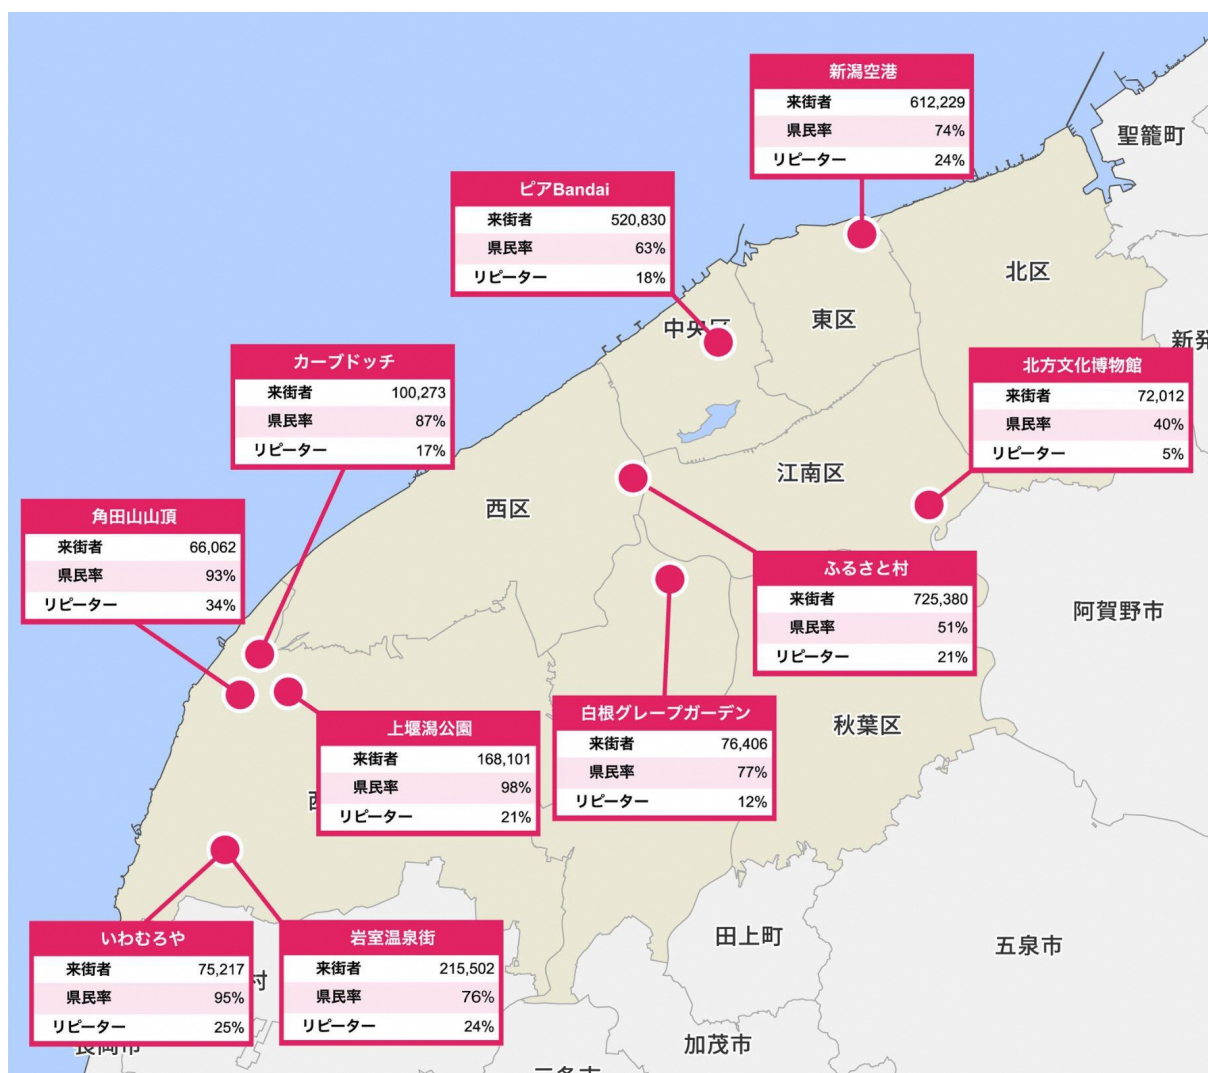 新潟空港
来街者 612,229
県民率 74%
リピーター 24%
聖籠町
ピアBandai
来街者 520,830
県民率 63%
リピーター 18%
北区
東区
中央区
新発
カーブドッチ
来街者 100,273
県民率 87%
リピーター 17%
北方文化博物館
来街者 72,012
県民率 40%
リピーター 5%
江南区
西区
角田山山頂
来街者 66,062
県民率 93%
リピーター 34%
ふるさと村
来街者 725,380
県民率 51%
リピーター 21%
阿賀野市
上堰潟公園
来街者 168,101
県民率 98%
リピーター 21%
白根グレープガーデン
来街者 76,406
県民率 77%
リピーター 12%
秋葉区
いわむろや
来街者 75,217
県民率 95%
リピーター 25%
岩室温泉街
来街者 215,502
県民率 76%
リピーター 24%
田上町
五泉市
村
長岡市
加茂市
三条市